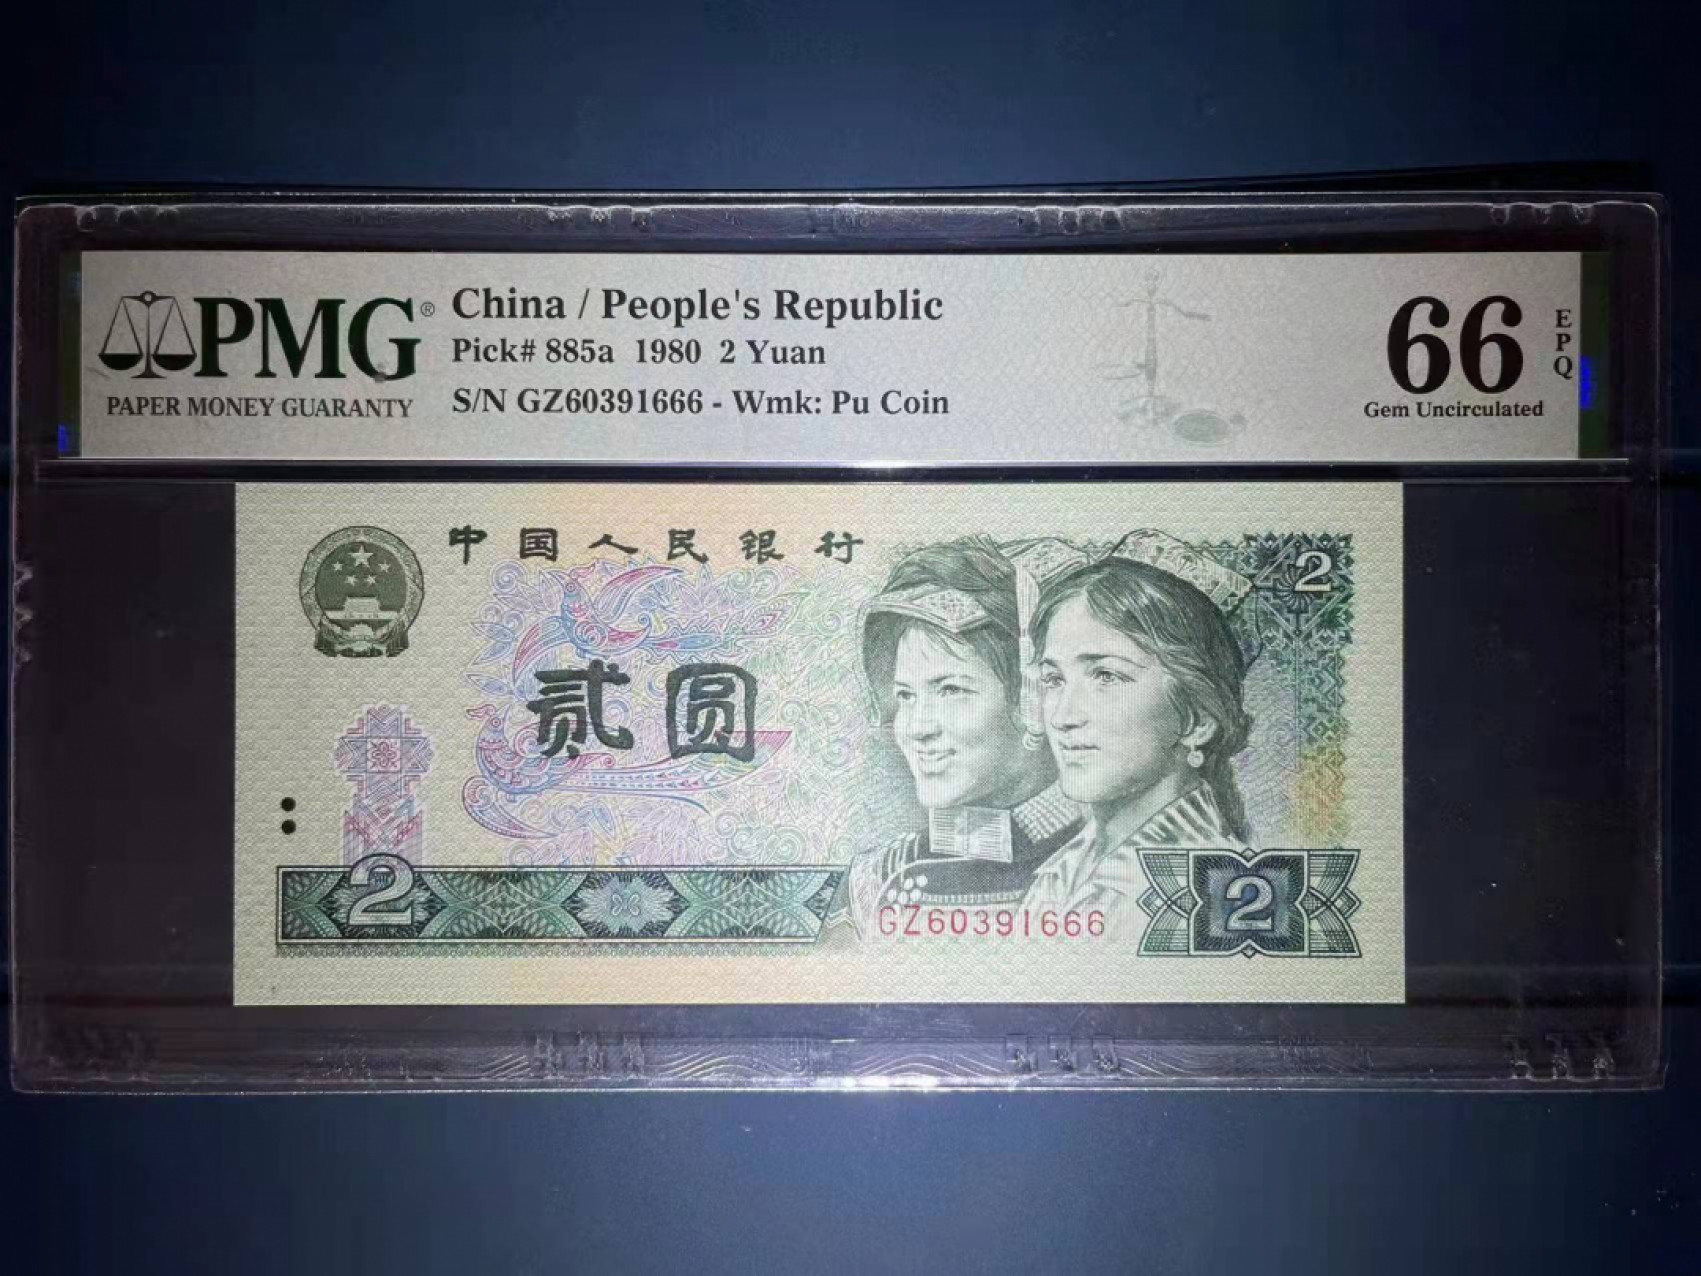 PMG®
PAPER MONEY GUARANTY
China / People's Republic
Pick# 885a 1980 2 Yuan
S/N GZ60391666 - Wmk: Pu Coin
66
EPQ
Gem Uncirculated
中国人民银行
2
贰圆
2
GZ60391666
2